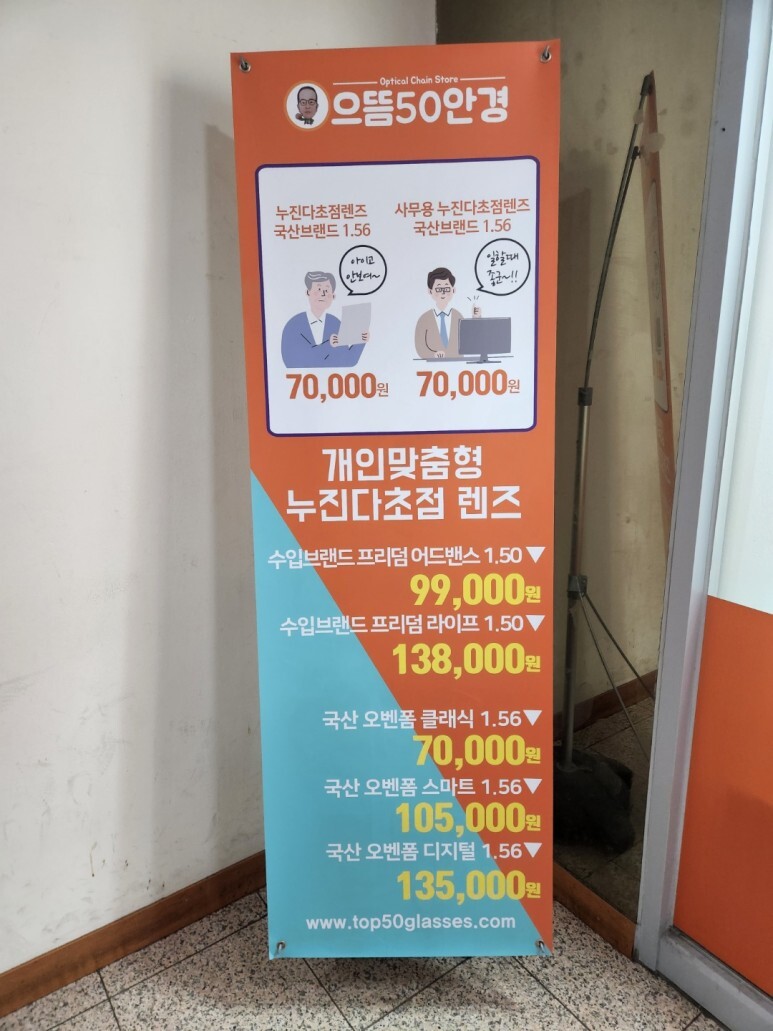 Optical Chain Store
으뜸50안경
누진다초점렌즈
국산브랜드 1.56
아이고
안보여~
70,000원
사무용 누진다초점렌즈
국산브랜드 1.56
일할때
좋군~!!
70,000원
개인맞춤형
누진다초점 렌즈
수입브랜드 프리덤 어드밴스 1.50▼
99,000원
수입브랜드 프리덤 라이프 1.50▼
138,000원
국산 오벤폼 클래식 1.56▼
70,000원
국산 오벤폼 스마트 1.56▼
105,000원
국산 오벤폼 디지털 1.56▼
135,000원
www.top50glasses.com